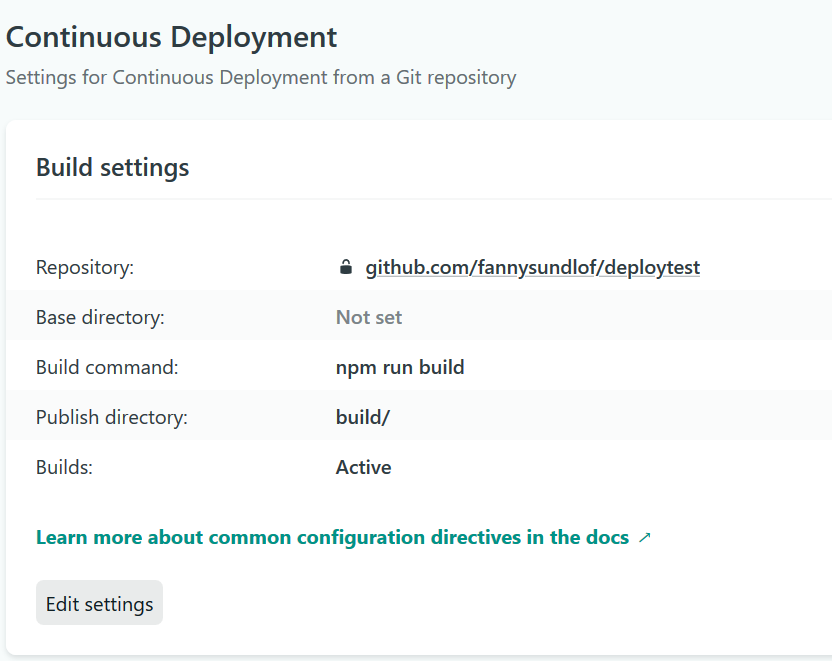 Continuous Deployment
Settings for Continuous Deployment from a Git repository
Build settings
Repository: github.com/fannysundlof/deploytest
Base directory: Not set
Build command: npm run build
Publish directory: build/
Builds: Active
Learn more about common configuration directives in the docs ↗
Edit settings